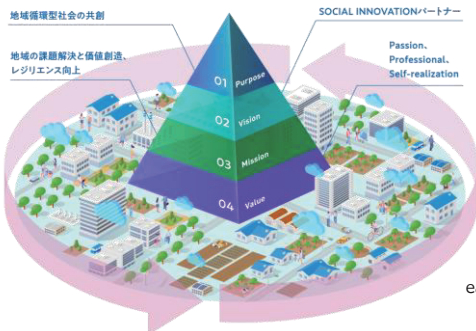 地域循環型社会の共創
SOCIAL INNOVATIONパートナー
地域の課題解決と価値創造、
レジリエンス向上
Passion、
Professional、
Self-realization
01 Purpose
02 Vision
03 Mission
04 Value
e